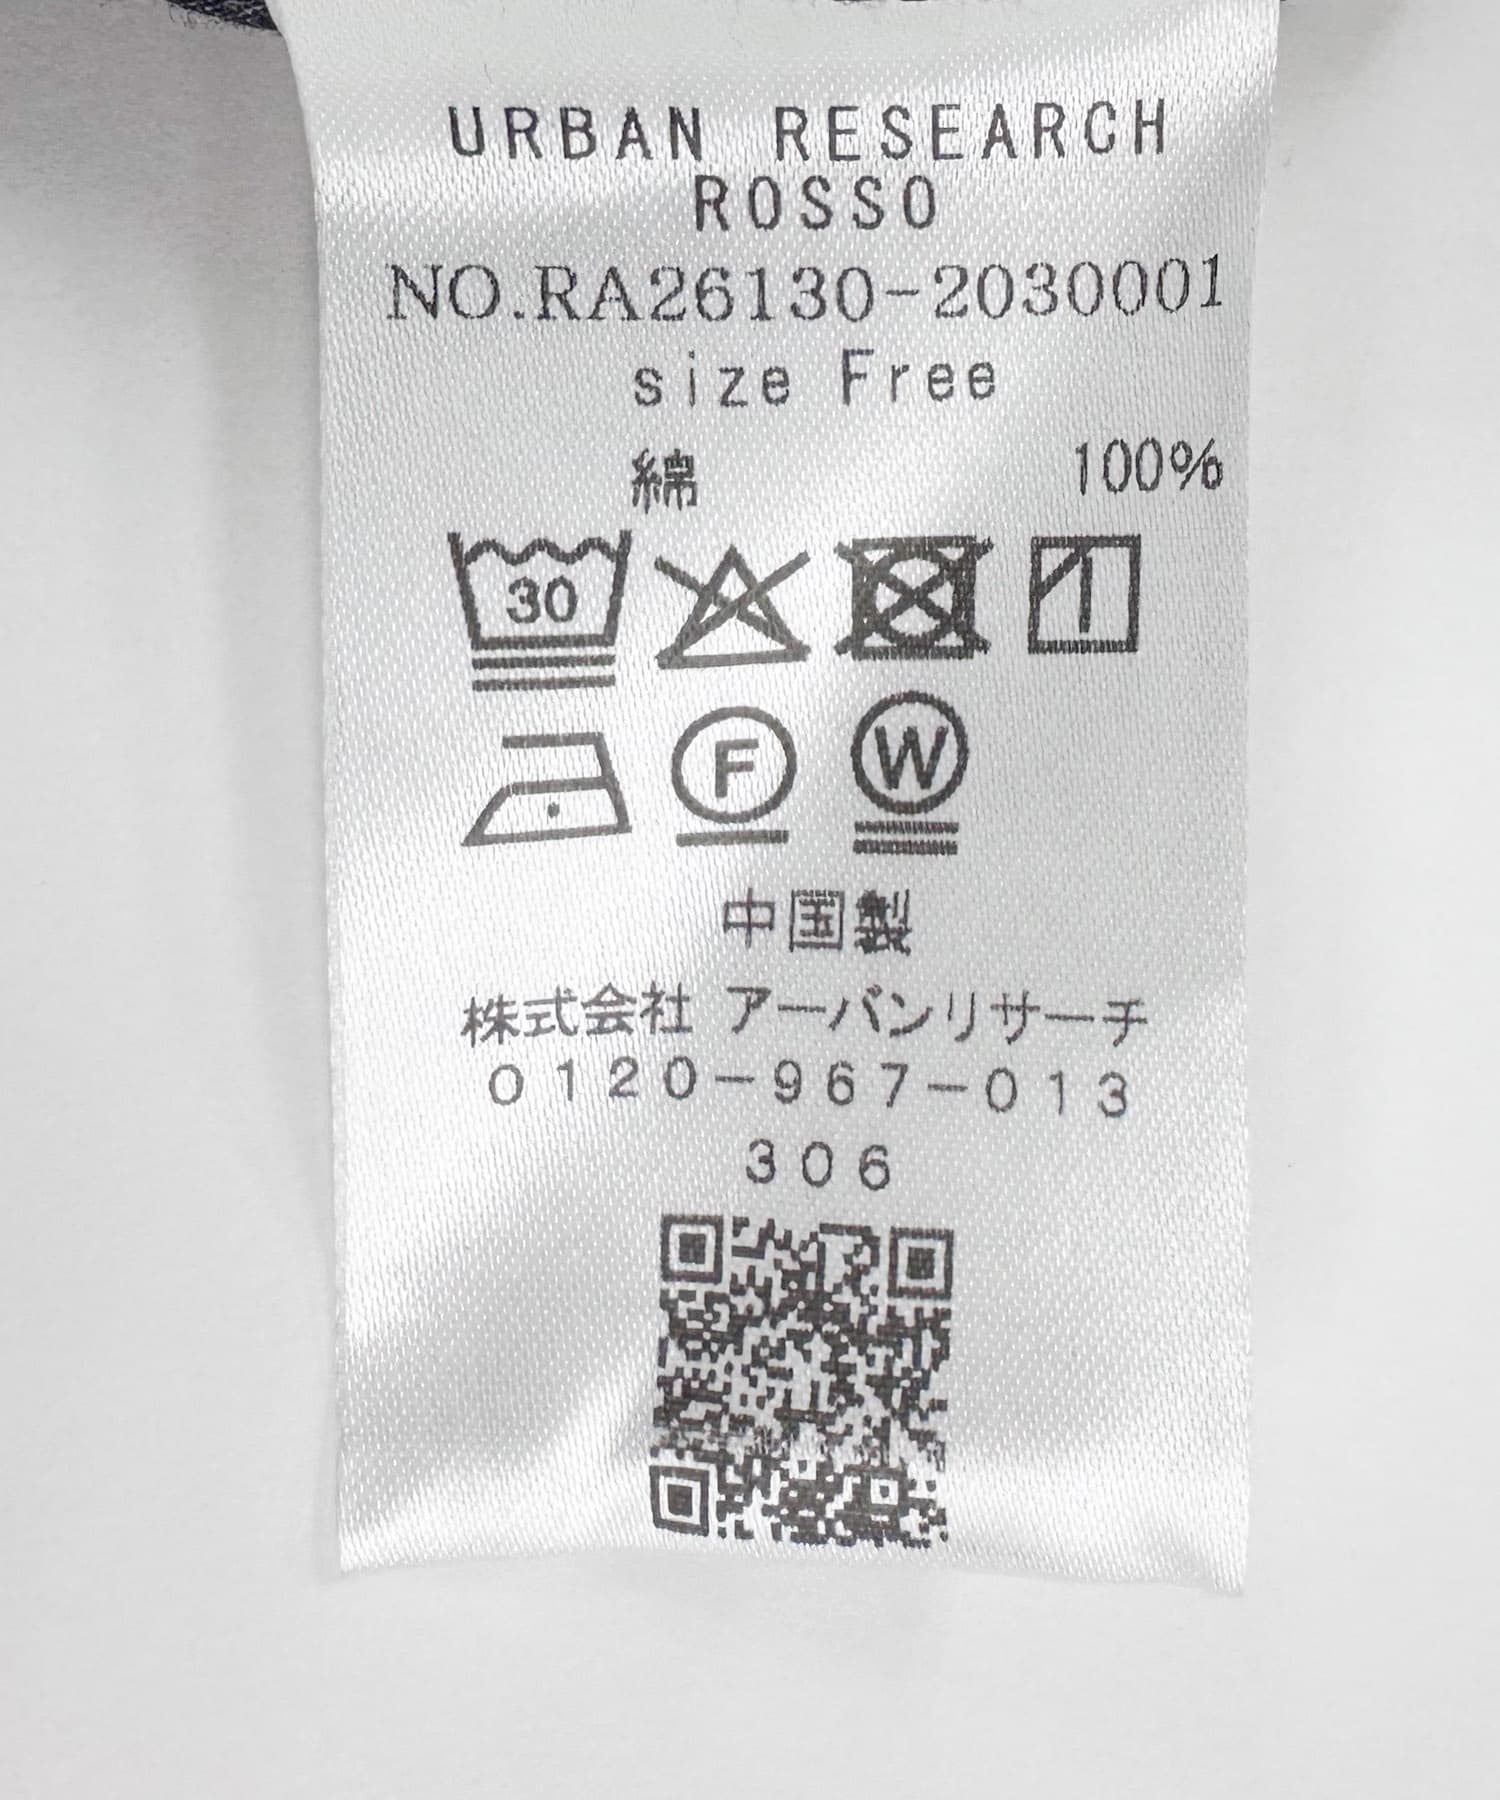 URBAN RESEARCH
ROSSO
NO.RA26130-2030001
size Free
綿 100%
30
F W
中国製
株式会社 アーバンリサーチ
0120-967-013
306